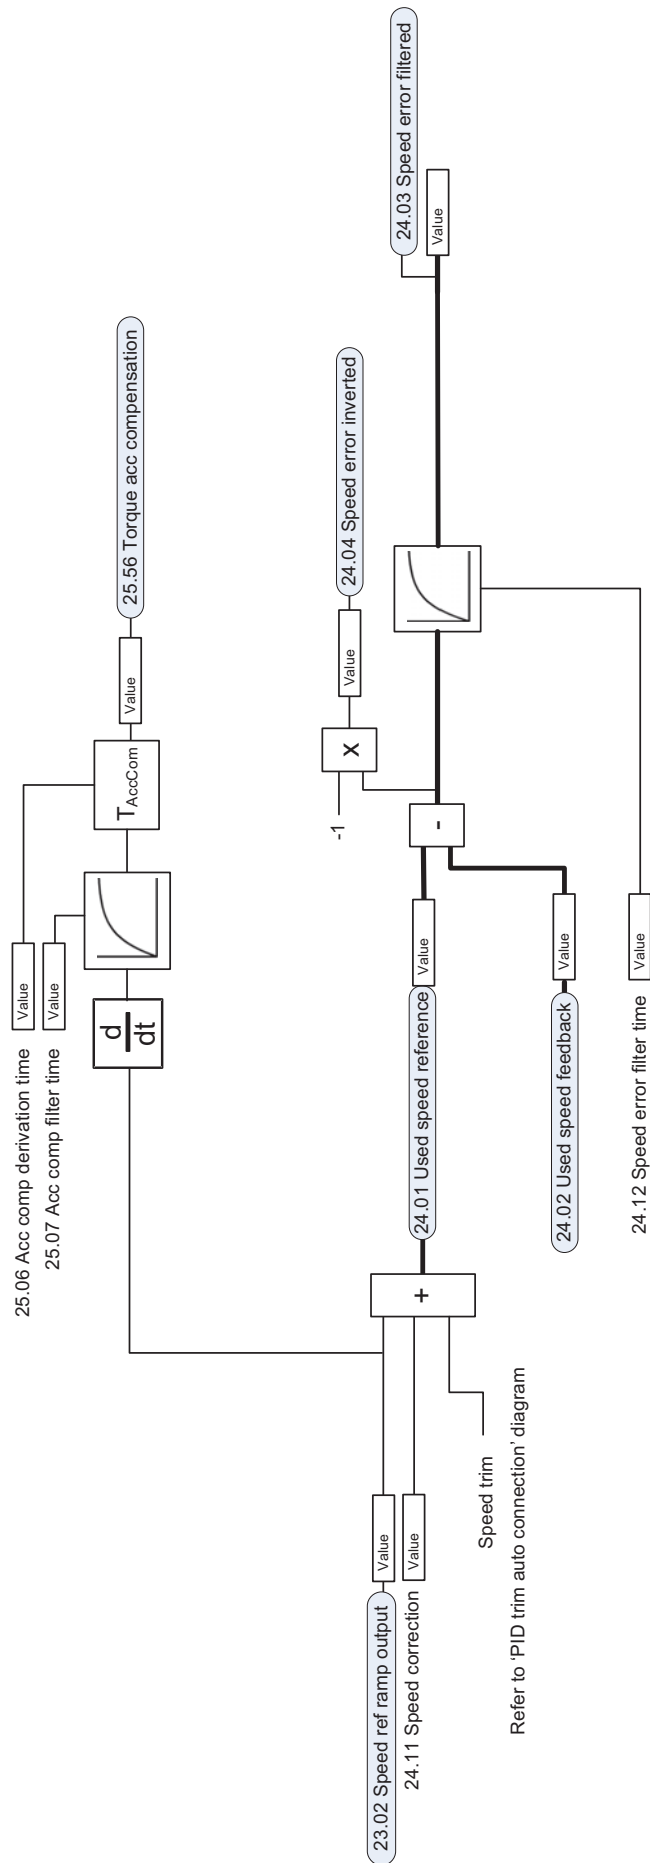 25.06 Acc comp derivation time
Value
25.07 Acc comp filter time
Value
d
dt
TAccCom
Value
25.56 Torque acc compensation
23.02 Speed ref ramp output
Value
24.11 Speed correction
Value
Speed trim
Refer to ‘PID trim auto connection’ diagram
+
24.01 Used speed reference
Value
-
-1
x
Value
24.04 Speed error inverted
24.02 Used speed feedback
Value
24.12 Speed error filter time
Value
24.03 Speed error filtered
Value